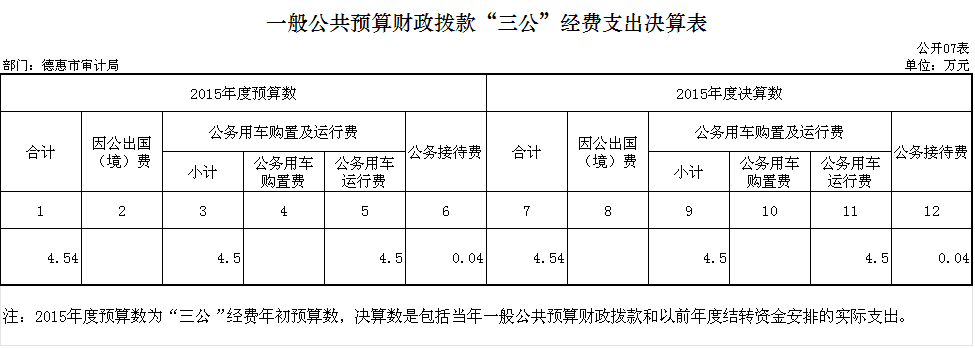 一般公共预算财政拨款“三公”经费支出决算表
公开07表
部门：德惠市审计局 单位：万元
2015年度预算数 2015年度决算数
合计 因公出国（境）费 公务用车购置及运行费 公务接待费 合计 因公出国（境）费 公务用车购置及运行费 公务接待费
小计 公务用车购置费 公务用车运行费 小计 公务用车购置费 公务用车运行费
1 2 3 4 5 6 7 8 9 10 11 12
4.54 4.5 4.5 0.04 4.54 4.5 4.5 0.04
注：2015年度预算数为“三公”经费年初预算数，决算数是包括当年一般公共预算财政拨款和以前年度结转资金安排的实际支出。